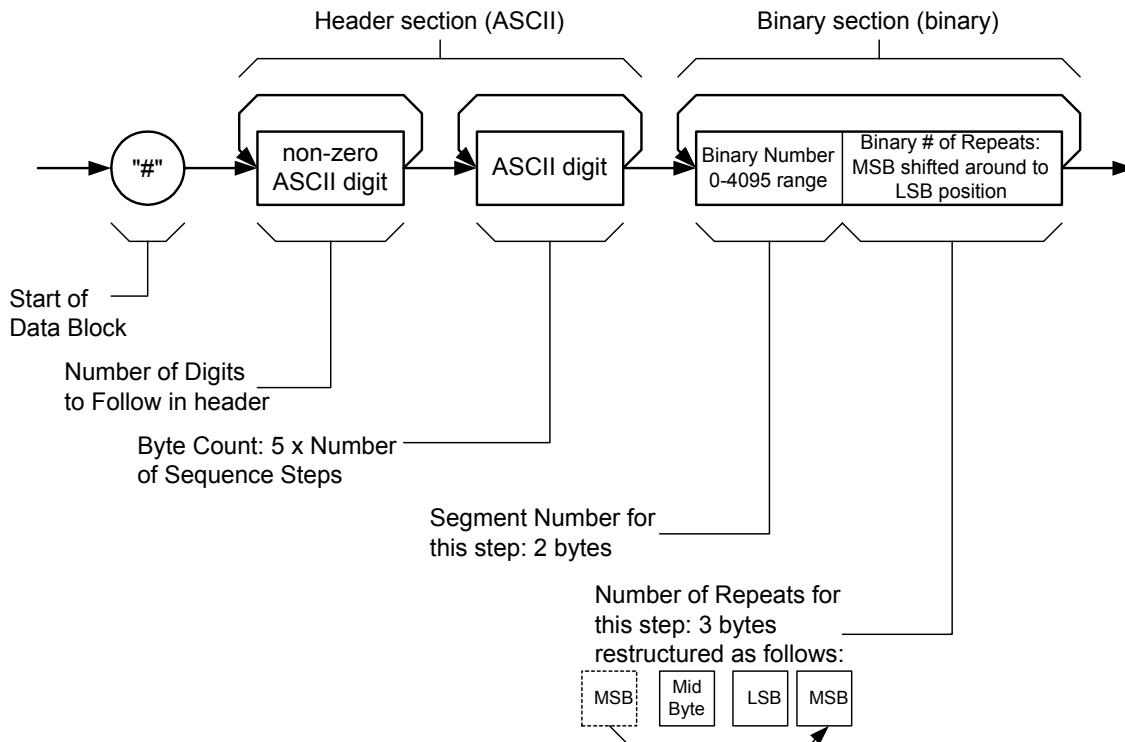 Header section (ASCII)
Binary section (binary)
"#"
non-zero
ASCII digit
ASCII digit
Binary Number
0-4095 range
Binary # of Repeats:
MSB shifted around to
LSB position
Start of
Data Block
Number of Digits
to Follow in header
Byte Count: 5 x Number
of Sequence Steps
Segment Number for
this step: 2 bytes
Number of Repeats for
this step: 3 bytes
restructured as follows:
MSB
Mid
Byte
LSB
MSB